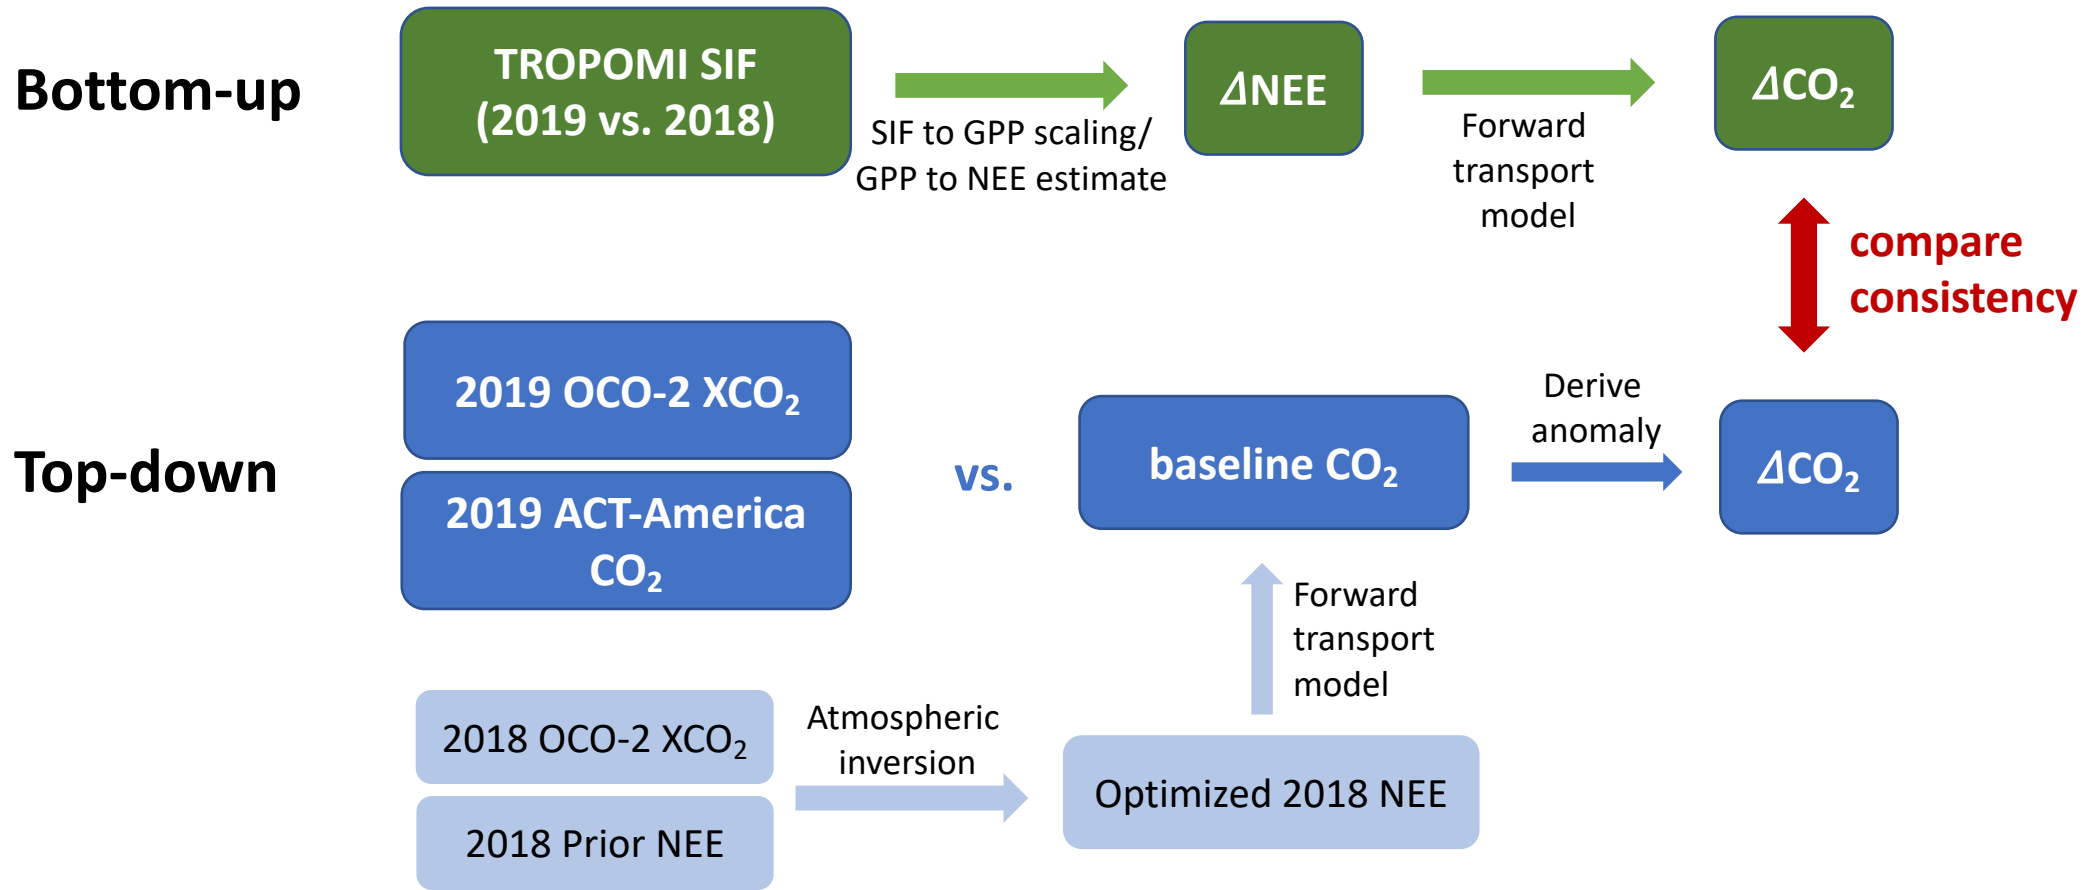 Bottom-up
TROPOMI SIF
(2019 vs. 2018)
SIF to GPP scaling/
GPP to NEE estimate
ΔNEE
Forward
transport
model
ΔCO₂
compare
consistency
Top-down
2019 OCO-2 XCO₂
2019 ACT-America
CO₂
vs.
baseline CO₂
Derive
anomaly
ΔCO₂
Forward
transport
model
2018 OCO-2 XCO₂
2018 Prior NEE
Atmospheric
inversion
Optimized 2018 NEE